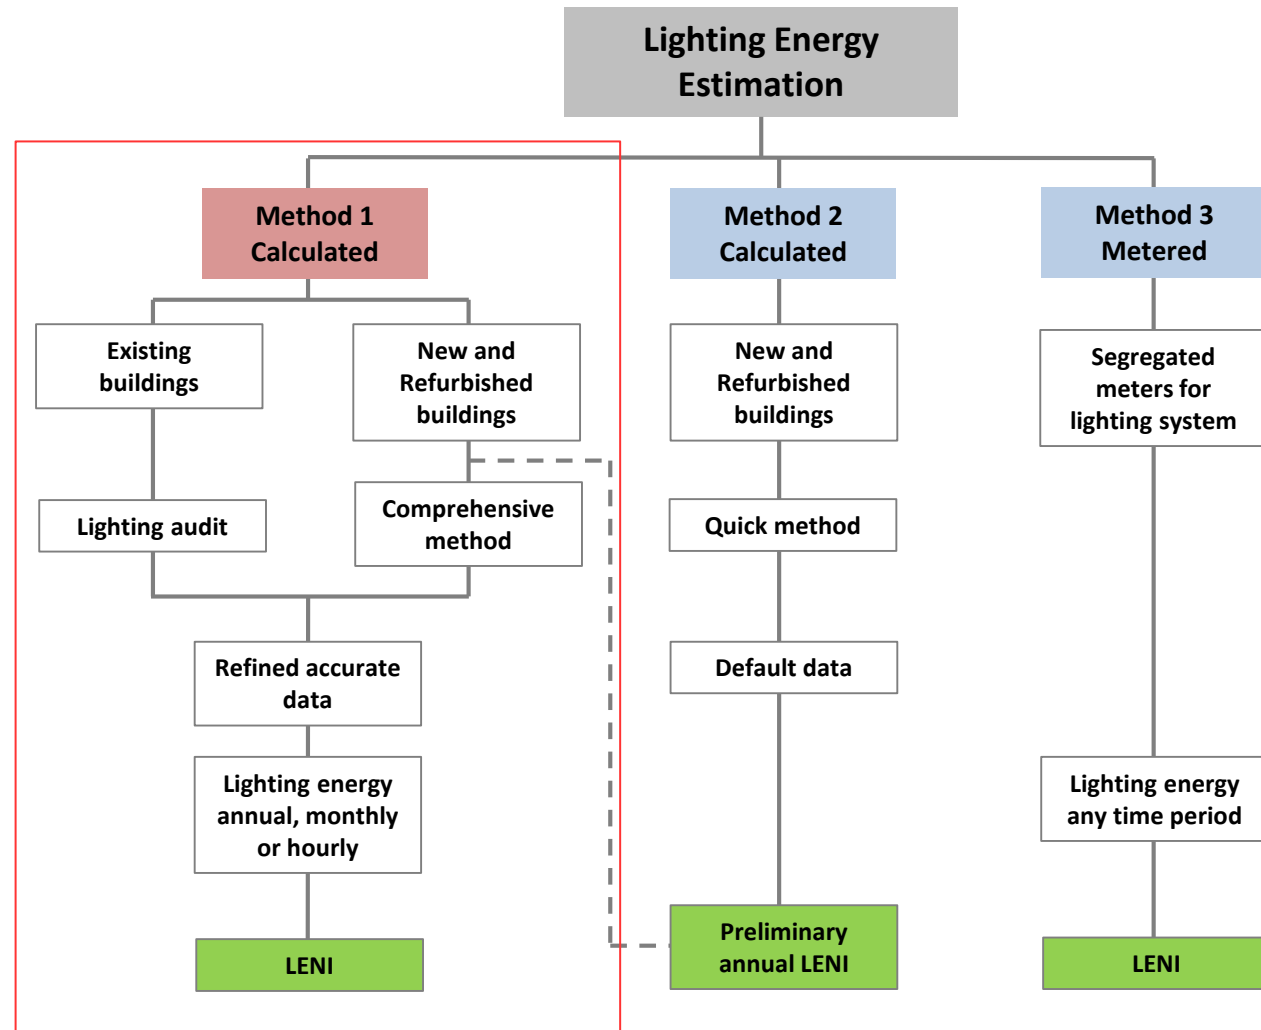 Lighting Energy
Estimation
Method 1
Calculated
Existing
buildings
New and
Refurbished
buildings
Lighting audit
Comprehensive
method
Refined accurate
data
Lighting energy
annual, monthly
or hourly
LENI
Method 2
Calculated
New and
Refurbished
buildings
Quick method
Default data
Preliminary
annual LENI
Method 3
Metered
Segregated
meters for
lighting system
Lighting energy
any time period
LENI